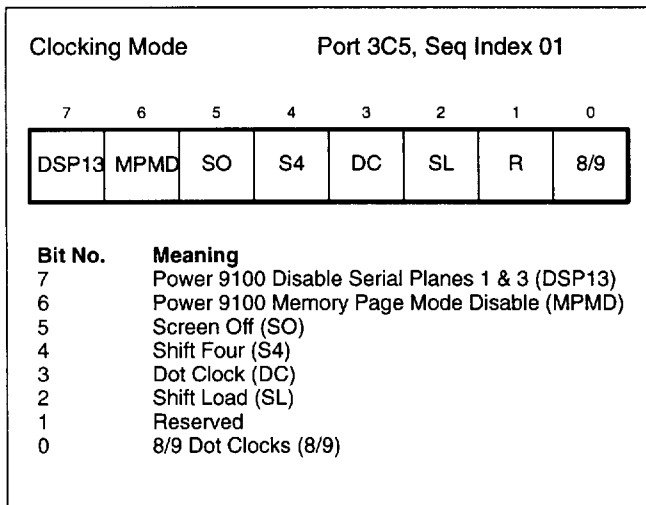 Clocking Mode Port 3C5, Seq Index 01
7 6 5 4 3 2 1 0
DSP13 MPMD SO S4 DC SL R 8/9
Bit No. Meaning
7 Power 9100 Disable Serial Planes 1 & 3 (DSP13)
6 Power 9100 Memory Page Mode Disable (MPMD)
5 Screen Off (SO)
4 Shift Four (S4)
3 Dot Clock (DC)
2 Shift Load (SL)
1 Reserved
0 8/9 Dot Clocks (8/9)